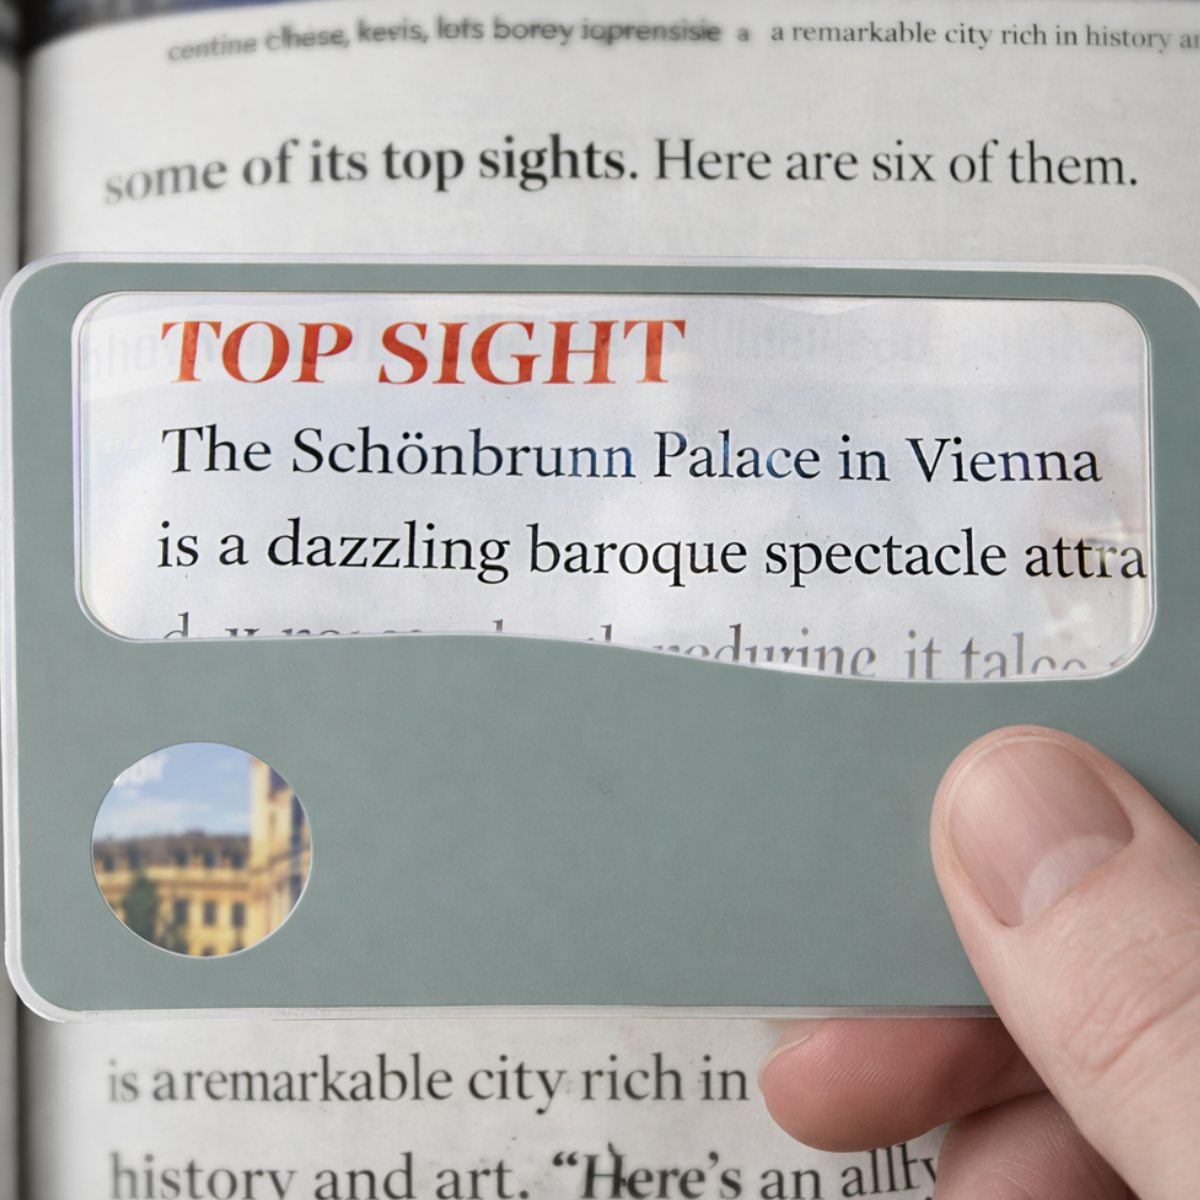 a a remarkable city rich in history
some of its top sights. Here are six of them.
TOP SIGHT
The Schönbrunn Palace in Vienna
is a dazzling baroque spectacle attra
it
is aremarkable city rich in
history and art. “Here’s an